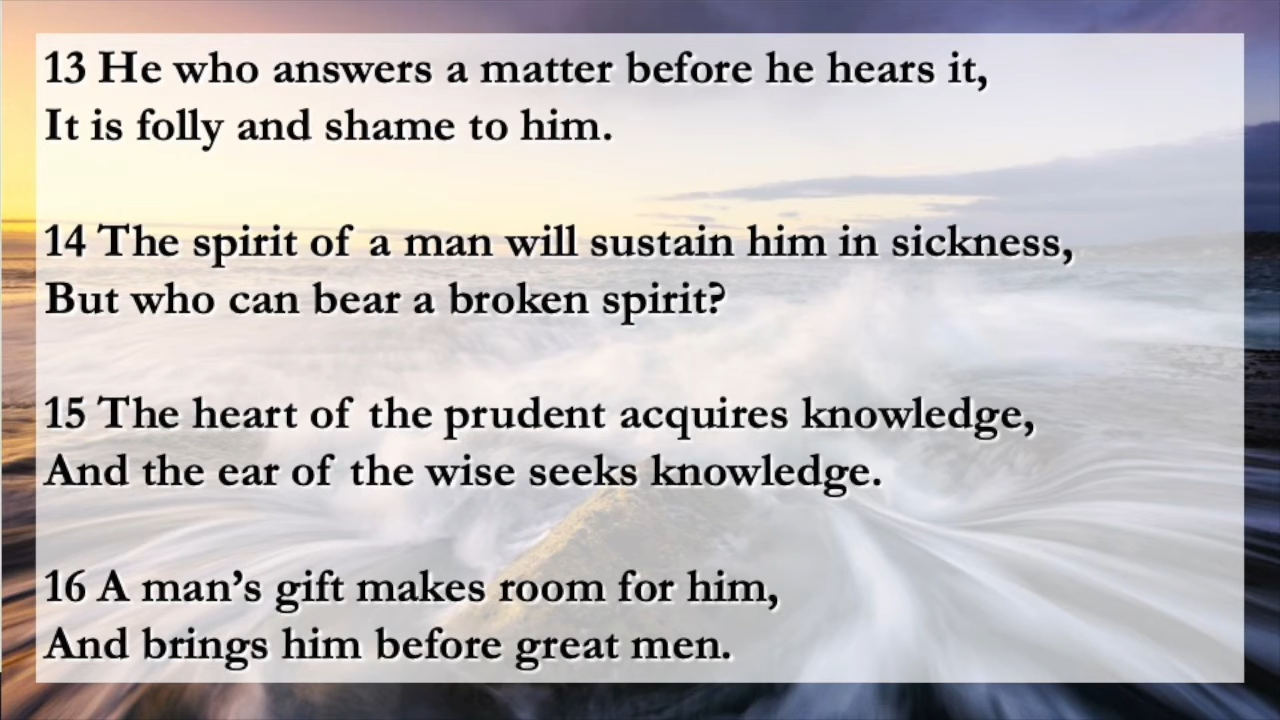 13 He who answers a matter before he hears it,
It is folly and shame to him.
14 The spirit of a man will sustain him in sickness,
But who can bear a broken spirit?
15 The heart of the prudent acquires knowledge,
And the ear of the wise seeks knowledge.
16 A man’s gift makes room for him,
And brings him before great men.